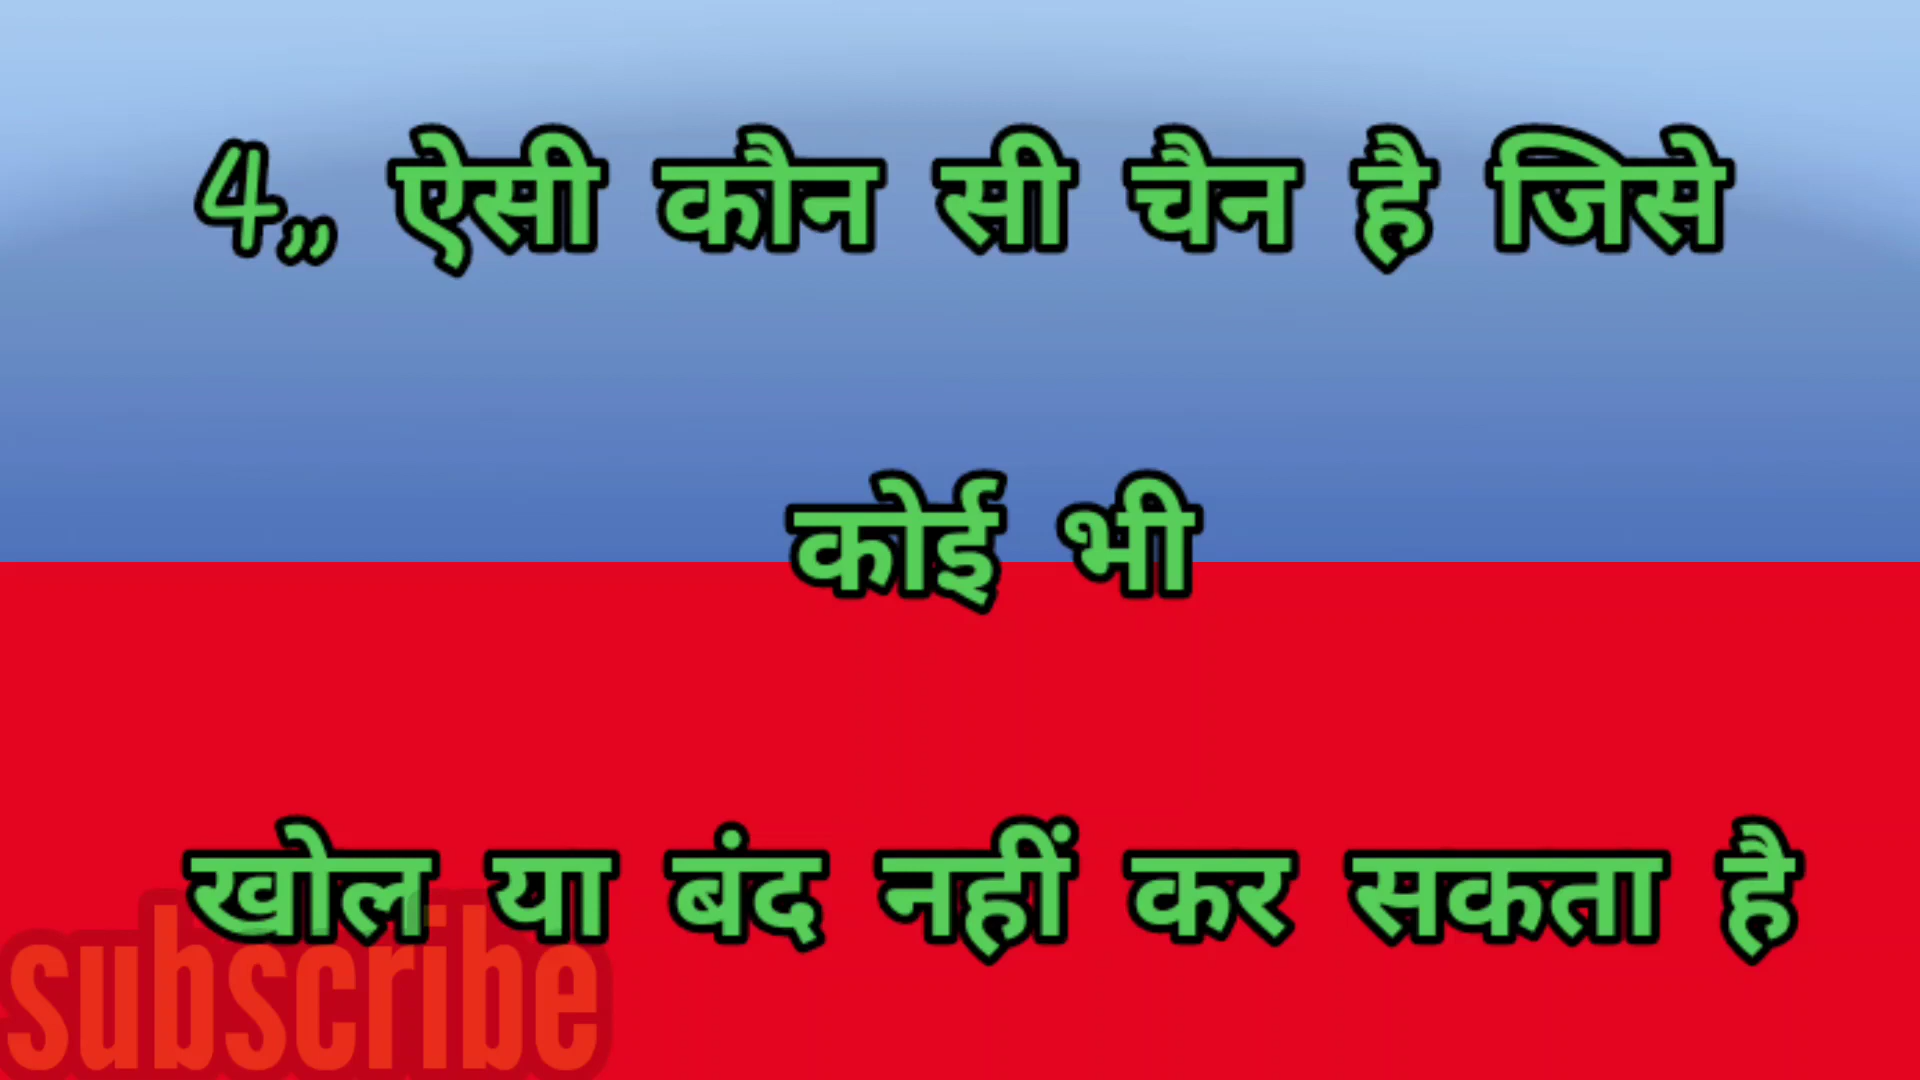 4,, ऐसी कौन सी चैन है जिसे
कोई भी
खोल या बंद नहीं कर सकता है
subscribe